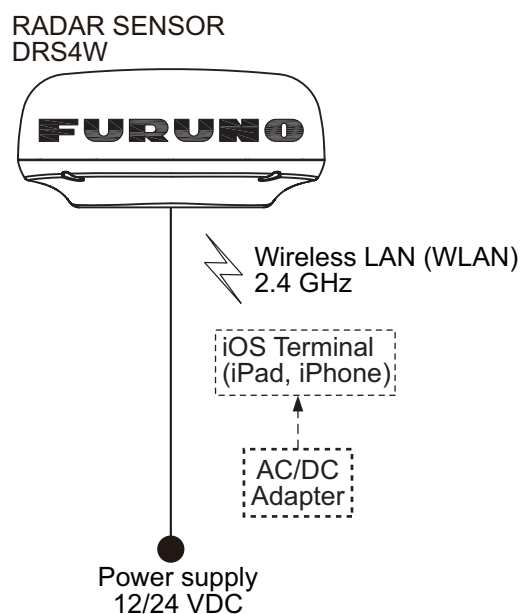 RADAR SENSOR
DRS4W
FURUNO
Wireless LAN (WLAN)
2.4 GHz
iOS Terminal
(iPad, iPhone)
AC/DC
Adapter
Power supply
12/24 VDC